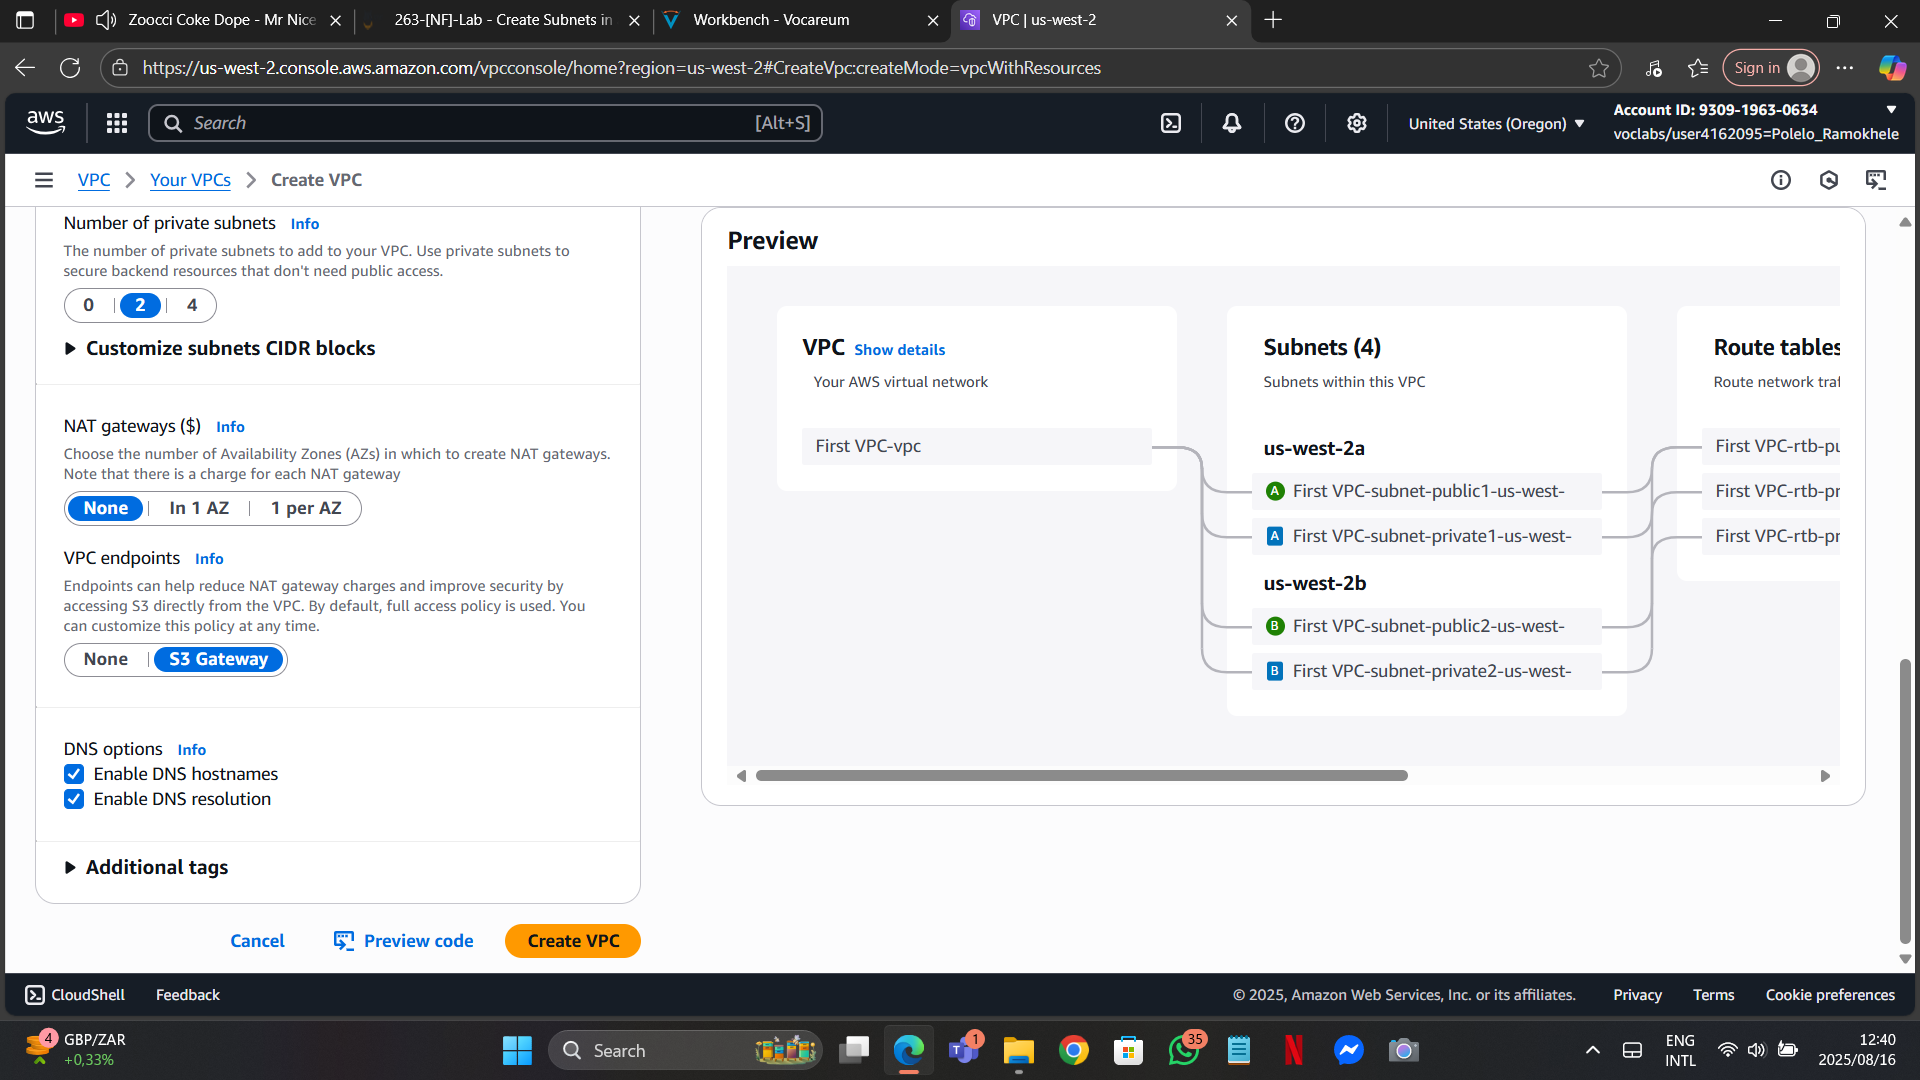 Zoocci Coke Dope - Mr Nice
263-[NF]-Lab - Create Subnets in
Workbench - Vocareum
VPC | us-west-2
https://us-west-2.console.aws.amazon.com/vpcconsole/home?region=us-west-2#CreateVpc:createMode=vpcWithResources
Sign in
aws
Search
[Alt+S]
United States (Oregon)
Account ID: 9309-1963-0634
voclabs/user4162095=Polelo_Ramokhele
VPC
Your VPCs
Create VPC
Number of private subnets Info
The number of private subnets to add to your VPC. Use private subnets to
secure backend resources that don't need public access.
0 2 4
Customize subnets CIDR blocks
NAT gateways ($) Info
Choose the number of Availability Zones (AZs) in which to create NAT gateways.
Note that there is a charge for each NAT gateway
None In 1 AZ 1 per AZ
VPC endpoints Info
Endpoints can help reduce NAT gateway charges and improve security by
accessing S3 directly from the VPC. By default, full access policy is used. You
can customize this policy at any time.
None S3 Gateway
DNS options Info
Enable DNS hostnames
Enable DNS resolution
Additional tags
Cancel
Preview code
Create VPC
Preview
VPC Show details
Your AWS virtual network
First VPC-vpc
Subnets (4)
Subnets within this VPC
us-west-2a
A First VPC-subnet-public1-us-west-
A First VPC-subnet-private1-us-west-
us-west-2b
B First VPC-subnet-public2-us-west-
B First VPC-subnet-private2-us-west-
Route tables
Route network traf
First VPC-rtb-pu
First VPC-rtb-pr
First VPC-rtb-pr
CloudShell
Feedback
© 2025, Amazon Web Services, Inc. or its affiliates.
Privacy
Terms
Cookie preferences
4
GBP/ZAR
+0,33%
Search
1
35
ENG
INTL
12:40
2025/08/16